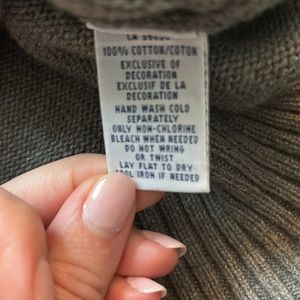 100% COTTON/COTON
EXCLUSIVE OF
DECORATION
EXCLUSIF DE LA
DECORATION
HAND WASH COLD
SEPARATELY
ONLY NON-CHLORINE
BLEACH WHEN NEEDED
DO NOT WRING
OR TWIST
LAY FLAT TO DRY
COOL IRON IF NEEDED